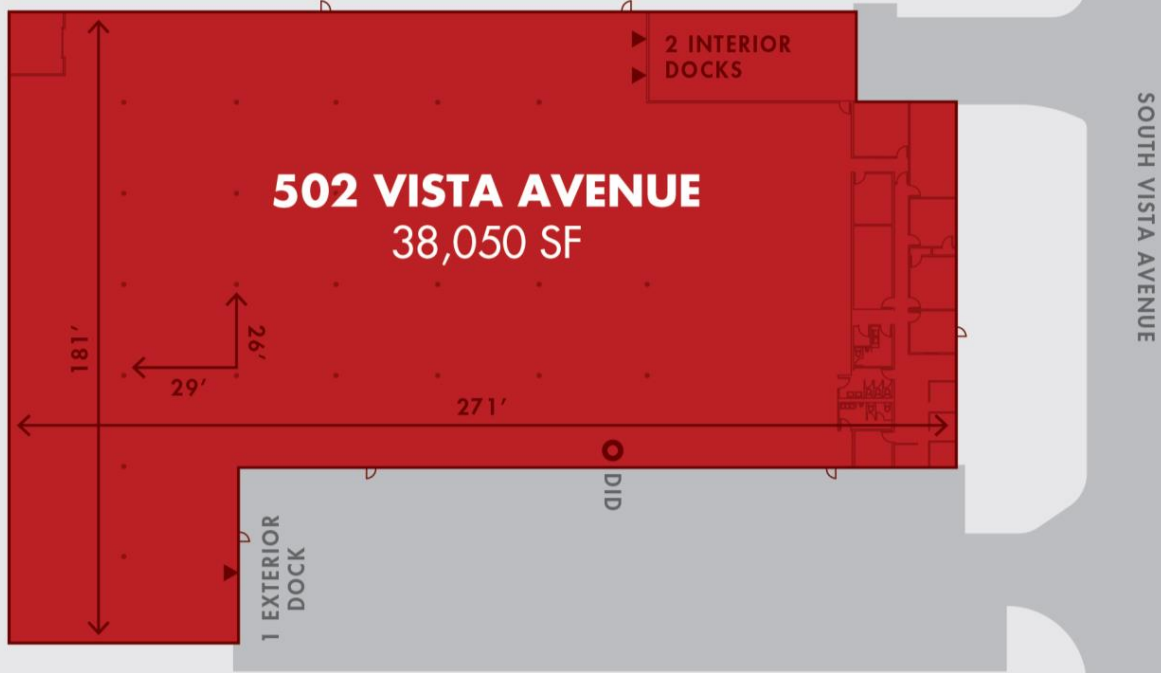 2 INTERIOR
DOCKS
502 VISTA AVENUE
38,050 SF
SOUTH VISTA AVENUE
181'
26'
29'
271'
DID
1 EXTERIOR
DOCK